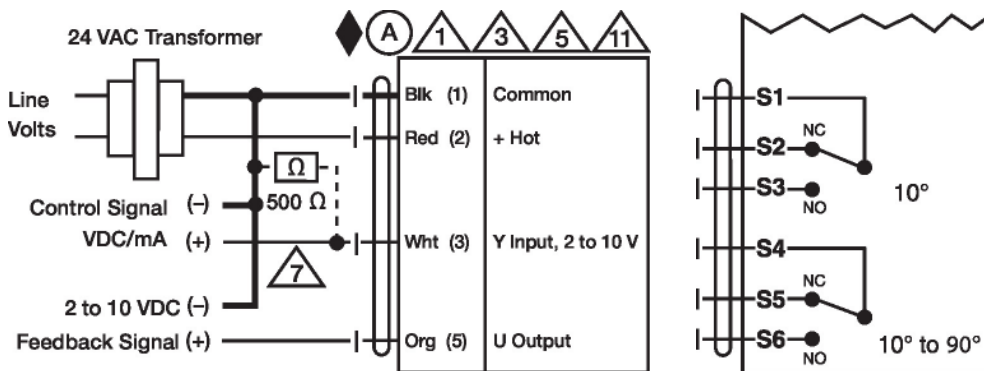 24 VAC Transformer
A 1 3 5 11
Line
Volts
Blk (1) Common
Red (2) + Hot
Ω
500 Ω
Control Signal (–)
VDC/mA (+)
Wht (3) Y Input, 2 to 10 V
7
2 to 10 VDC (–)
Feedback Signal (+)
Org (5) U Output
S1
S2 NC
S3 NO
10°
S4
S5 NC
S6 NO
10° to 90°